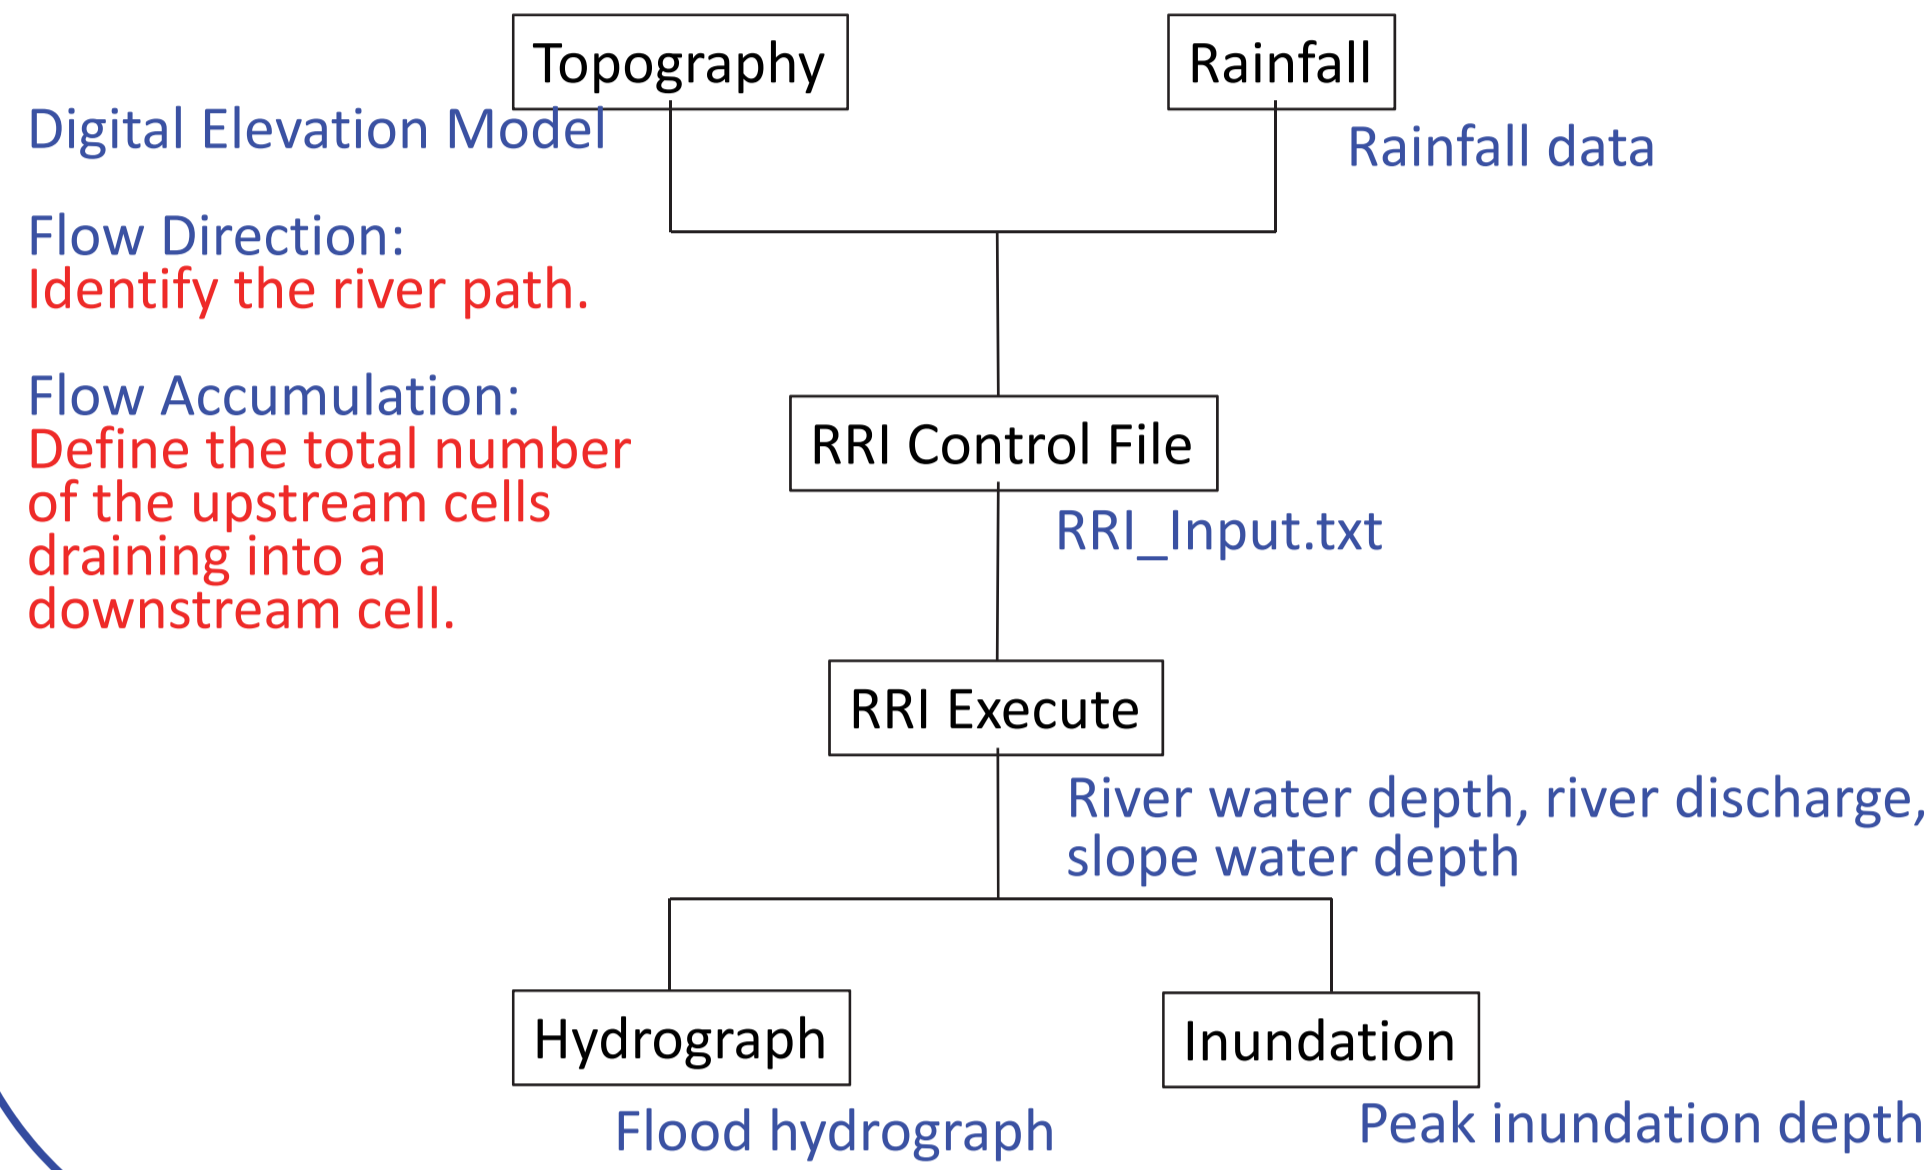 Topography
Rainfall
Digital Elevation Model
Rainfall data
Flow Direction:
Identify the river path.
Flow Accumulation:
Define the total number
of the upstream cells
draining into a
downstream cell.
RRI Control File
RRI_Input.txt
RRI Execute
River water depth, river discharge,
slope water depth
Hydrograph
Inundation
Flood hydrograph
Peak inundation depth